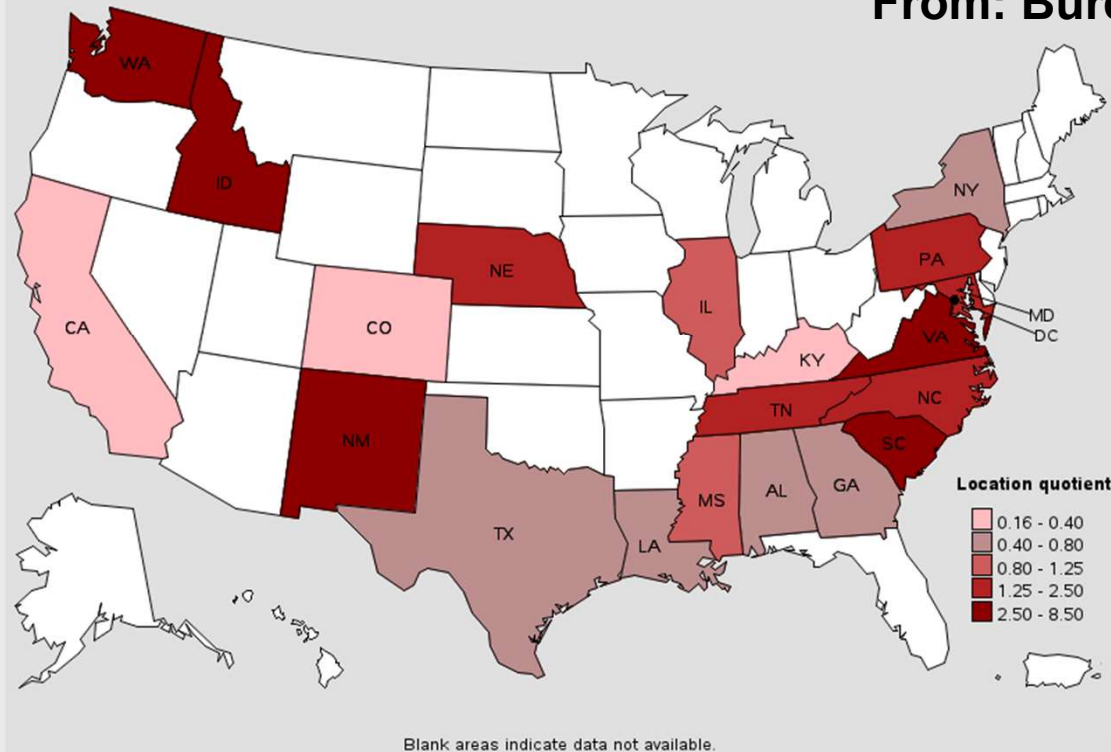 From: Bure
WA
ID
NY
NE
PA
IL
MD
DC
CA
CO
VA
KY
NC
TN
NM
SC
MS
AL
GA
TX
LA
Location quotient
0.16 - 0.40
0.40 - 0.80
0.80 - 1.25
1.25 - 2.50
2.50 - 8.50
Blank areas indicate data not available.